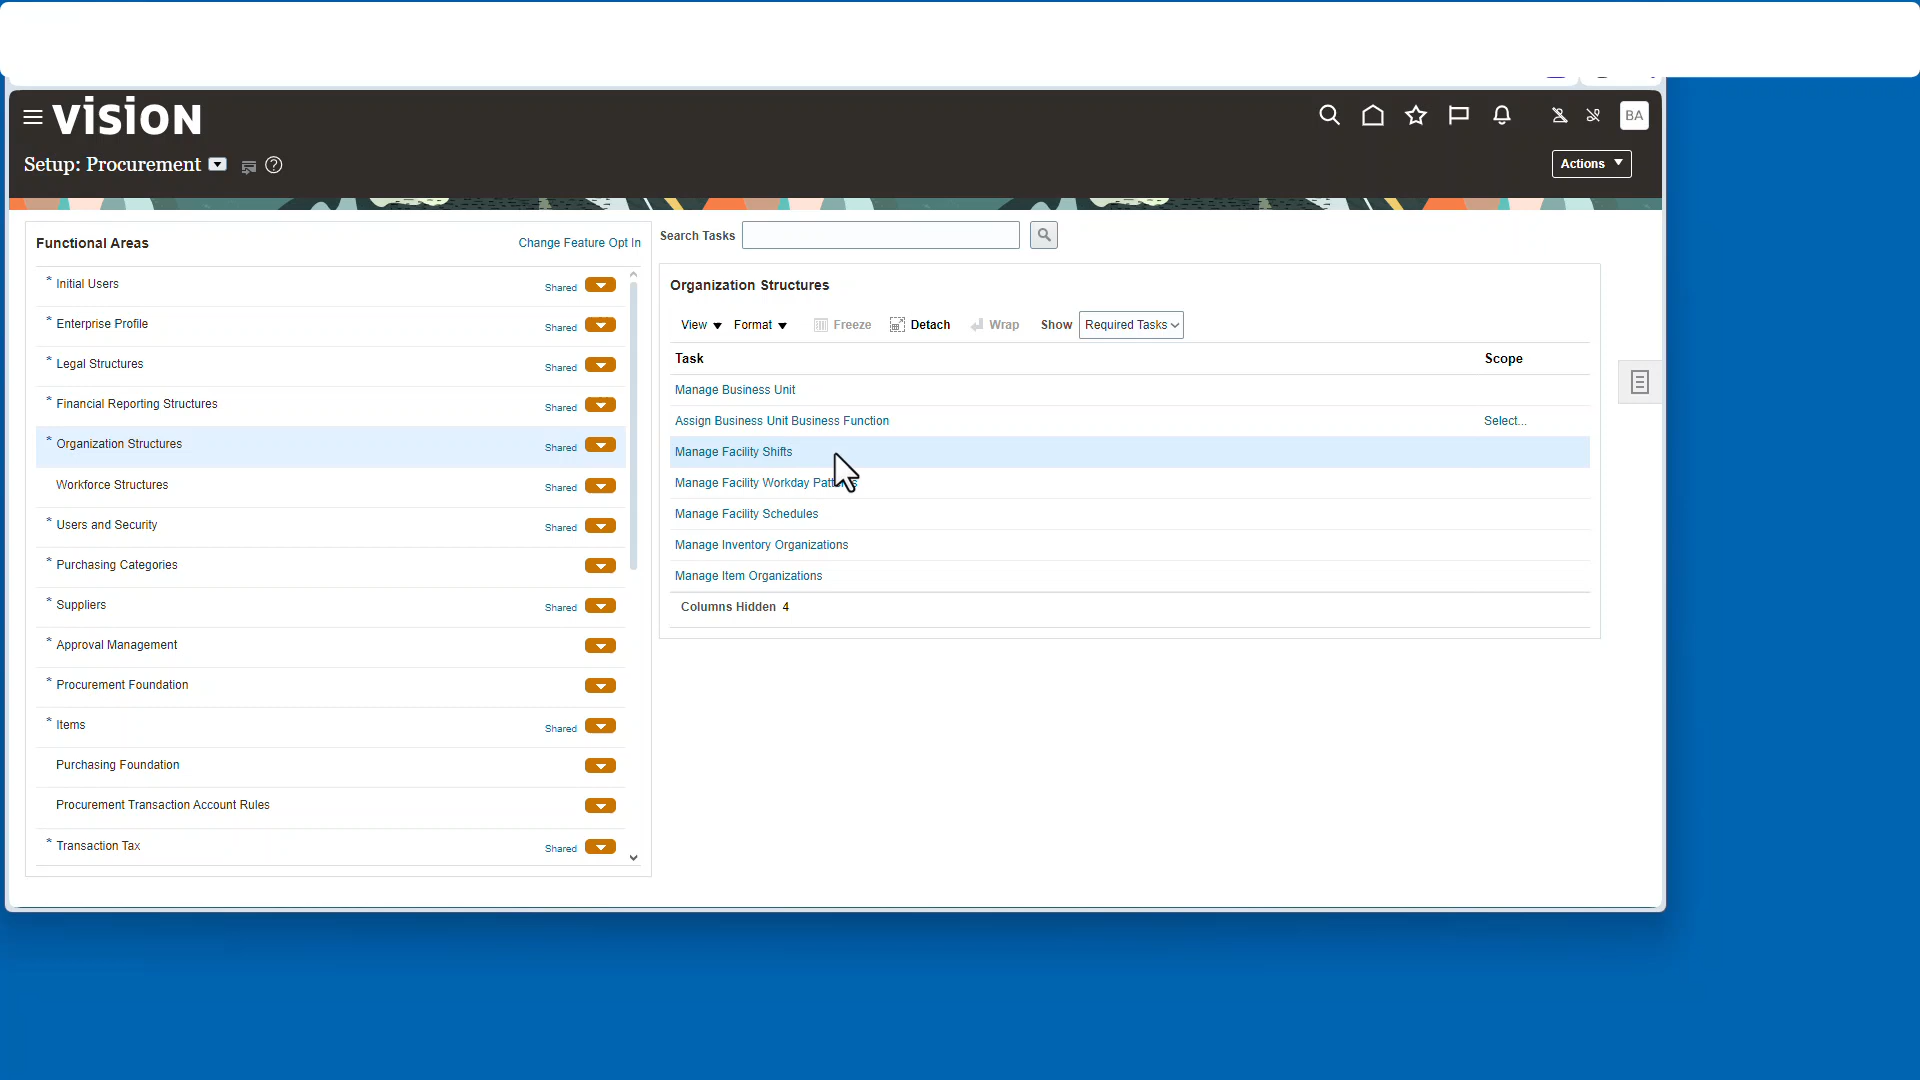 vision
BA
Setup: Procurement
Actions
Functional Areas
Change Feature Opt In
* Initial Users Shared
* Enterprise Profile Shared
* Legal Structures Shared
* Financial Reporting Structures Shared
* Organization Structures Shared
Workforce Structures Shared
* Users and Security Shared
* Purchasing Categories
* Suppliers Shared
* Approval Management
* Procurement Foundation
* Items Shared
Purchasing Foundation
Procurement Transaction Account Rules
* Transaction Tax Shared
Search Tasks
Organization Structures
View Format Freeze Detach Wrap Show Required Tasks
Task Scope
Manage Business Unit
Assign Business Unit Business Function Select...
Manage Facility Shifts
Manage Facility Workday
Manage Facility Schedules
Manage Inventory Organizations
Manage Item Organizations
Columns Hidden 4